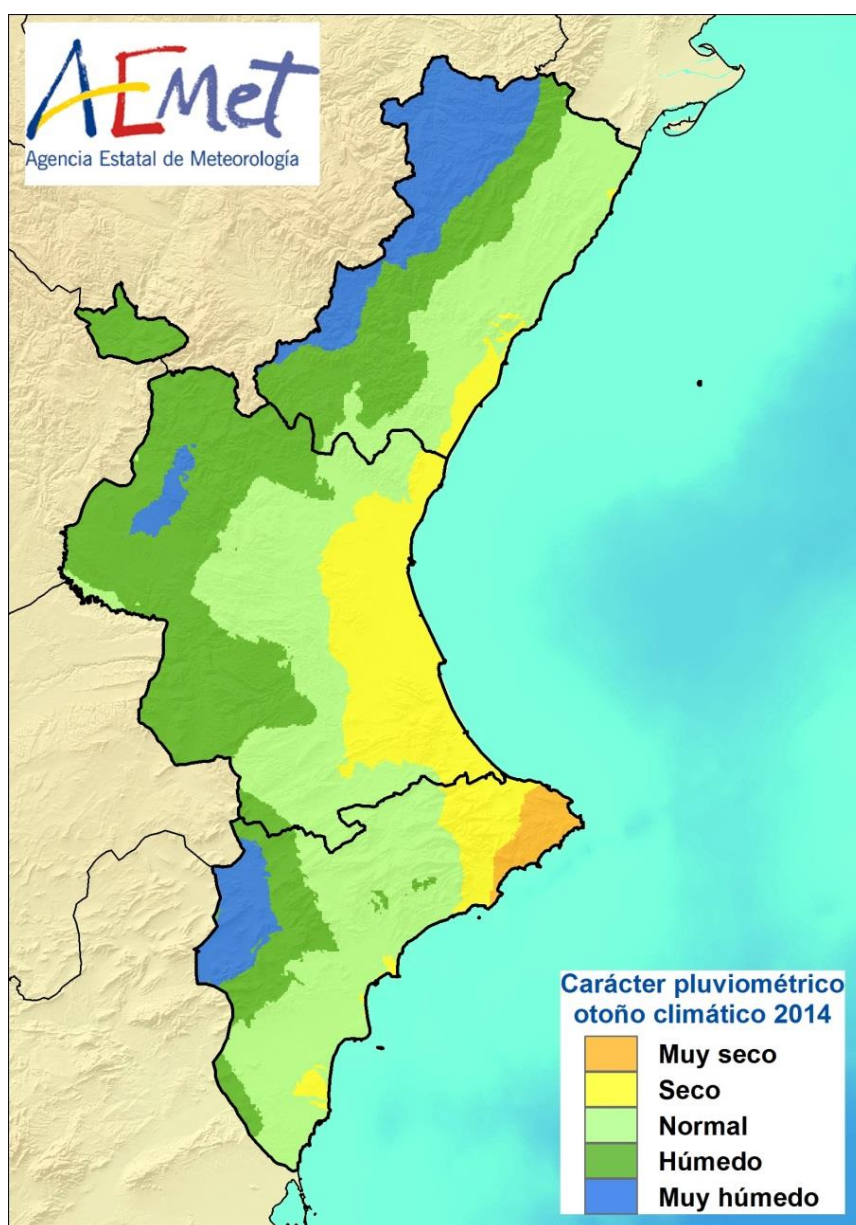 AEmet
Agencia Estatal de Meteorología
Carácter pluviométrico
otoño climático 2014
Muy seco
Seco
Normal
Húmedo
Muy húmedo